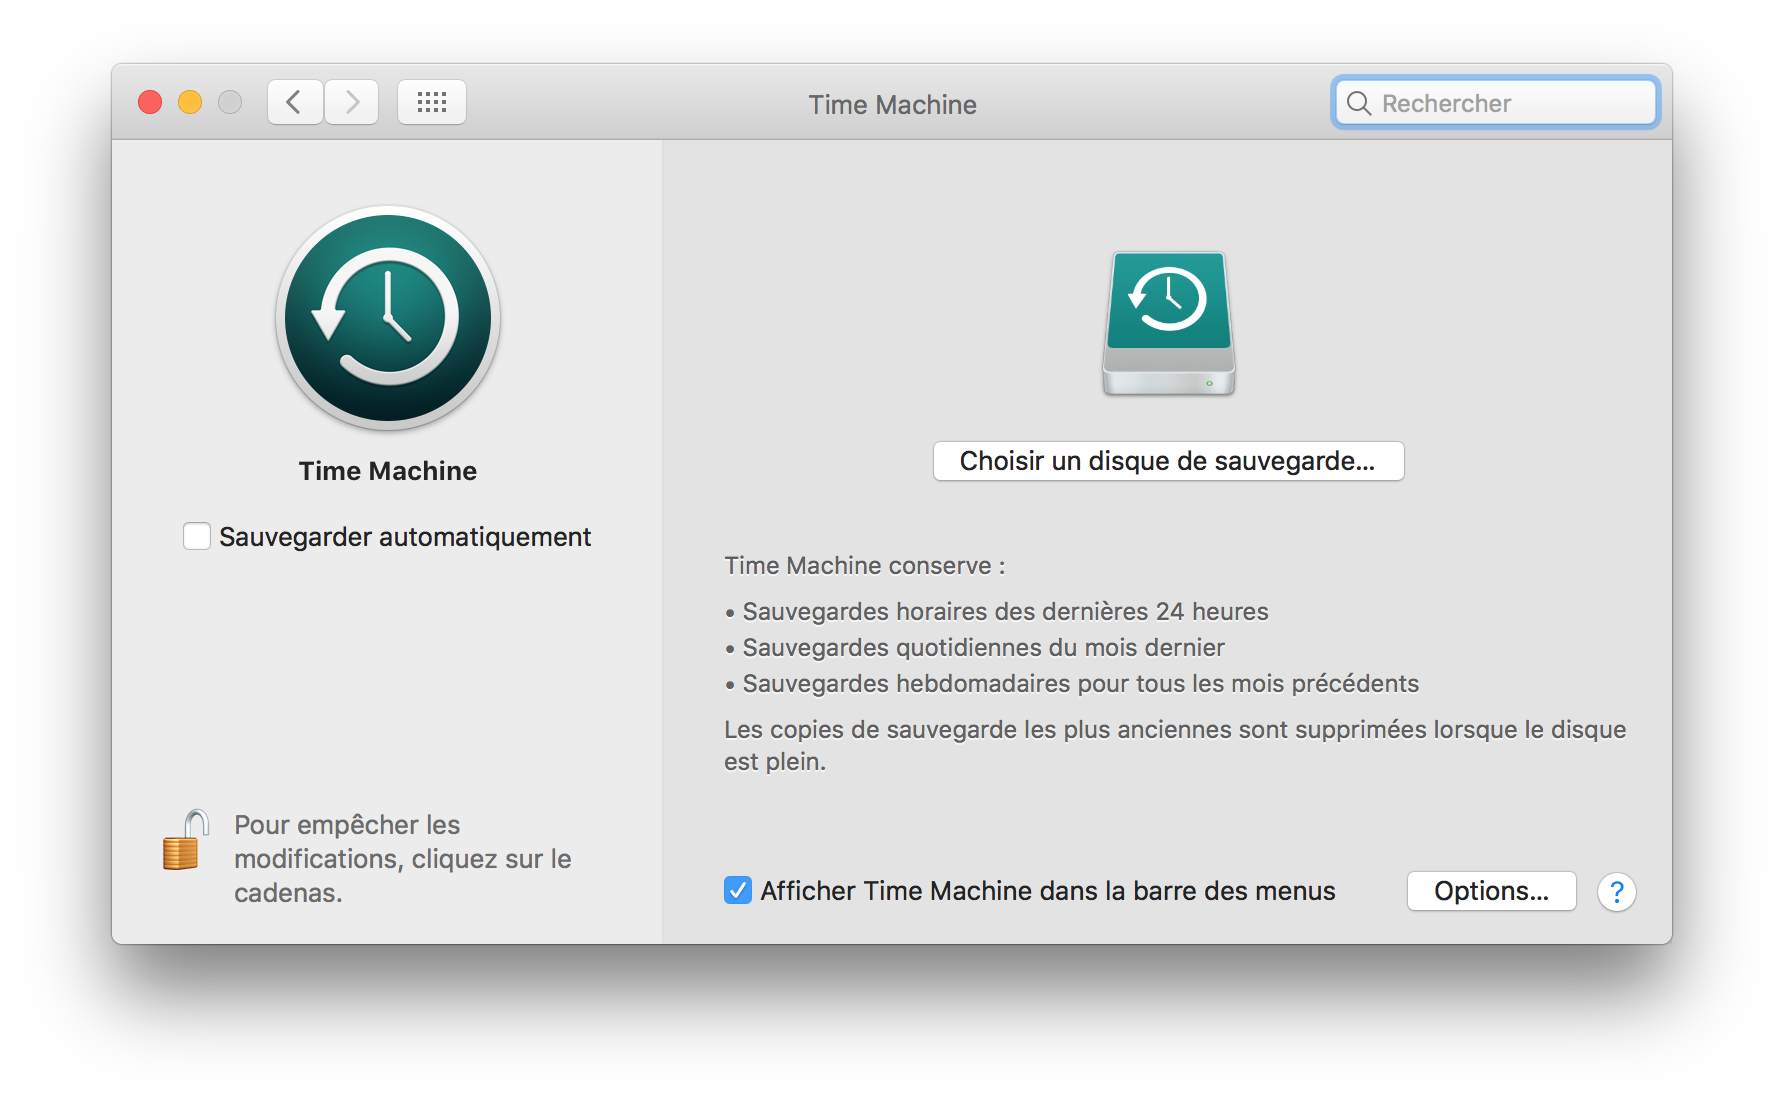 Time Machine
Rechercher
Time Machine
Sauvegarder automatiquement
Pour empêcher les
modifications, cliquez sur le
cadenas.
Choisir un disque de sauvegarde...
Time Machine conserve :
• Sauvegardes horaires des dernières 24 heures
• Sauvegardes quotidiennes du mois dernier
• Sauvegardes hebdomadaires pour tous les mois précédents
Les copies de sauvegarde les plus anciennes sont supprimées lorsque le disque
est plein.
Afficher Time Machine dans la barre des menus
Options...
?